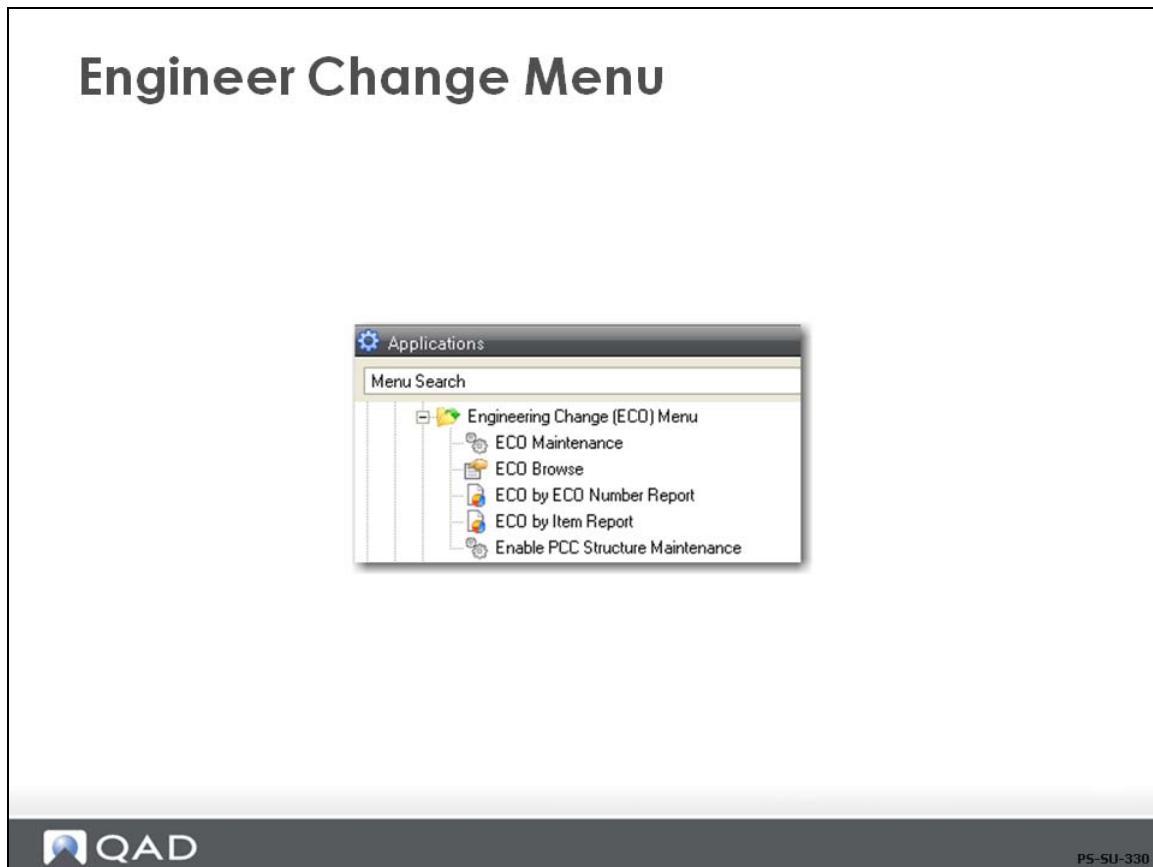 Engineer Change Menu
Applications
Menu Search
Engineering Change (ECO) Menu
ECO Maintenance
ECO Browse
ECO by ECO Number Report
ECO by Item Report
Enable PCC Structure Maintenance
QAD
PS-SU-330